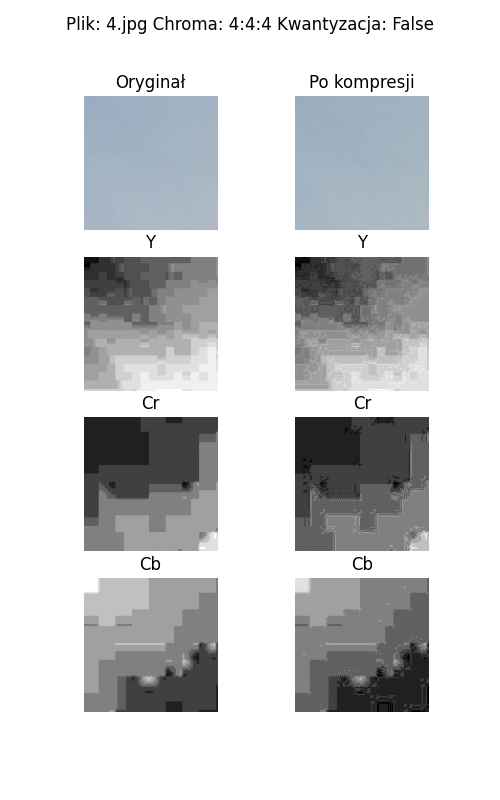 Plik: 4.jpg Chroma: 4:4:4 Kwantyzacja: False
Oryginał Po kompresji
Y Y
Cr Cr
Cb Cb